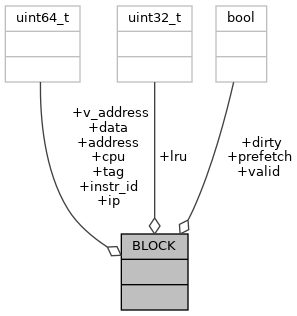 uint64_t
uint32_t
bool
+v_address
+data
+address
+cpu
+tag
+instr_id
+ip
+lru
+dirty
+prefetch
+valid
BLOCK